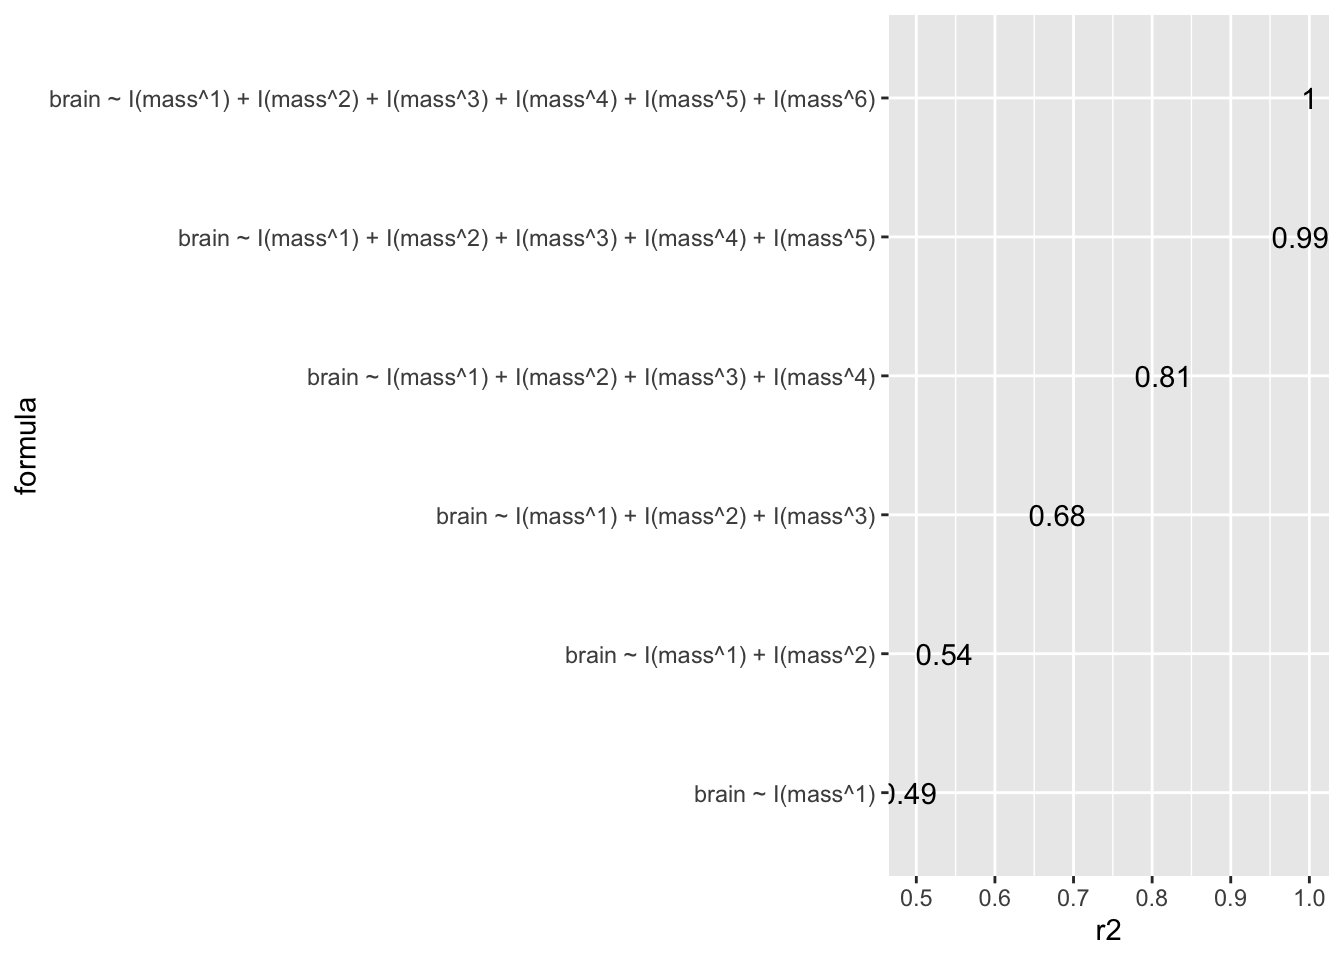 brain ~ I(mass^1) + I(mass^2) + I(mass^3) + I(mass^4) + I(mass^5) + I(mass^6) 1
brain ~ I(mass^1) + I(mass^2) + I(mass^3) + I(mass^4) + I(mass^5) 0.99
brain ~ I(mass^1) + I(mass^2) + I(mass^3) + I(mass^4) 0.81
formula
brain ~ I(mass^1) + I(mass^2) + I(mass^3) 0.68
brain ~ I(mass^1) + I(mass^2) 0.54
brain ~ I(mass^1) 0.49
0.5 0.6 0.7 0.8 0.9 1.0
r2